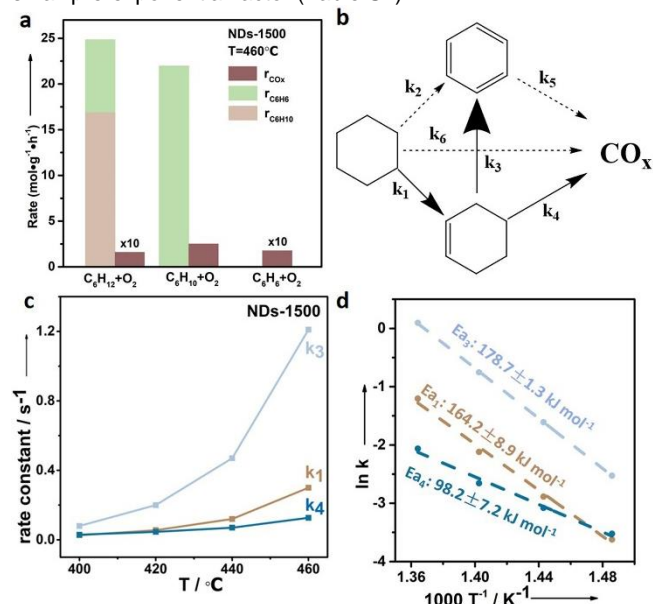 a
NDs-1500
T=460°C
rCOx
rC6H6
rC6H10
Rate (mol•g⁻¹•h⁻¹)
25
20
15
10
5
0
x10
x10
C6H12+O2
C6H10+O2
C6H6+O2
b
k2
k5
k6
k3
k1
k4
COx
c
NDs-1500
rate constant / s⁻¹
1.2
0.8
0.4
0.0
k3
k1
k4
400
420
440
460
T / °C
d
ln k
0
-1
-2
-3
-4
Ea3: 178.7±1.3 kJ mol⁻¹
Ea1: 164.2±8.9 kJ mol⁻¹
Ea4: 98.2±7.2 kJ mol⁻¹
1.36
1.40
1.44
1.48
1000 T⁻¹ / K⁻¹